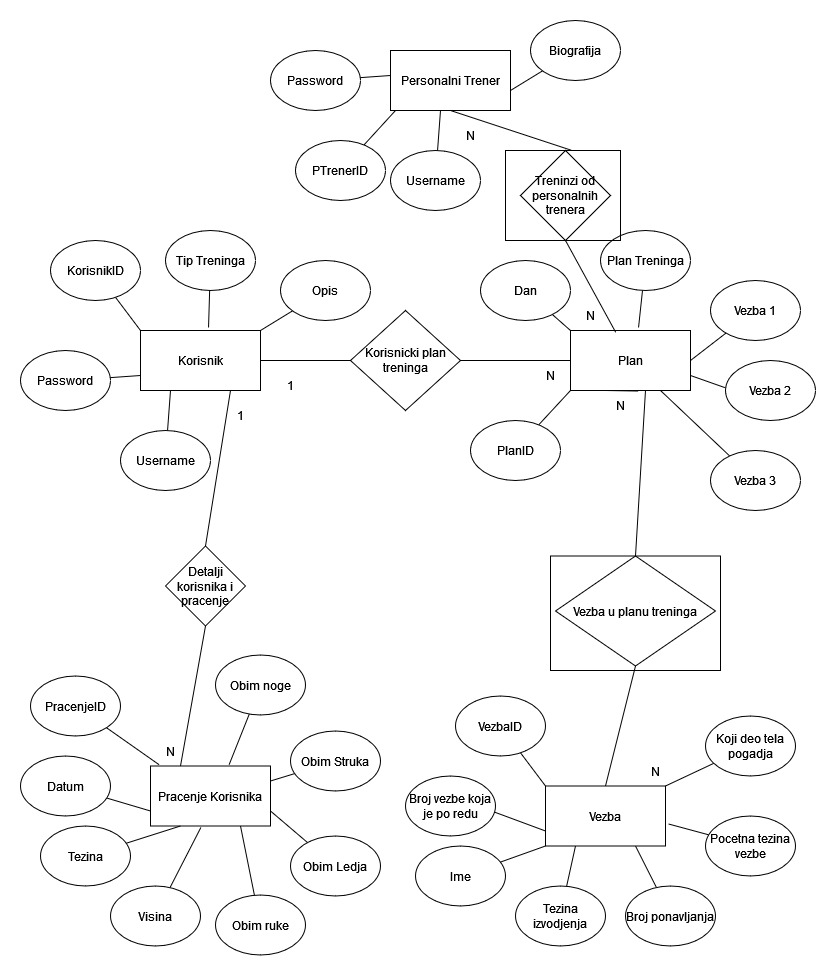 Biografija
Password
Personalni Trener
N
PTrenerID
Username
Treninzi od
personalnih
trenera
KorisnikID
Tip Treninga
Opis
Dan
Plan Treninga
N
Vezba 1
Korisnik
Korisnicki plan
treninga
Plan
Password
1
N
Vezba 2
1
N
Username
PlanID
Vezba 3
Detalji
korisnika i
pracenje
Vezba u planu treninga
PracenjeID
Obim noge
VezbaID
Koji deo tela
pogadja
N
Obim Struka
N
Datum
Pracenje Korisnika
Broj vezbe koja
je po redu
Vezba
Tezina
Obim Ledja
Ime
Pocetna tezina
vezbe
Visina
Obim ruke
Tezina
izvodjenja
Broj ponavljanja